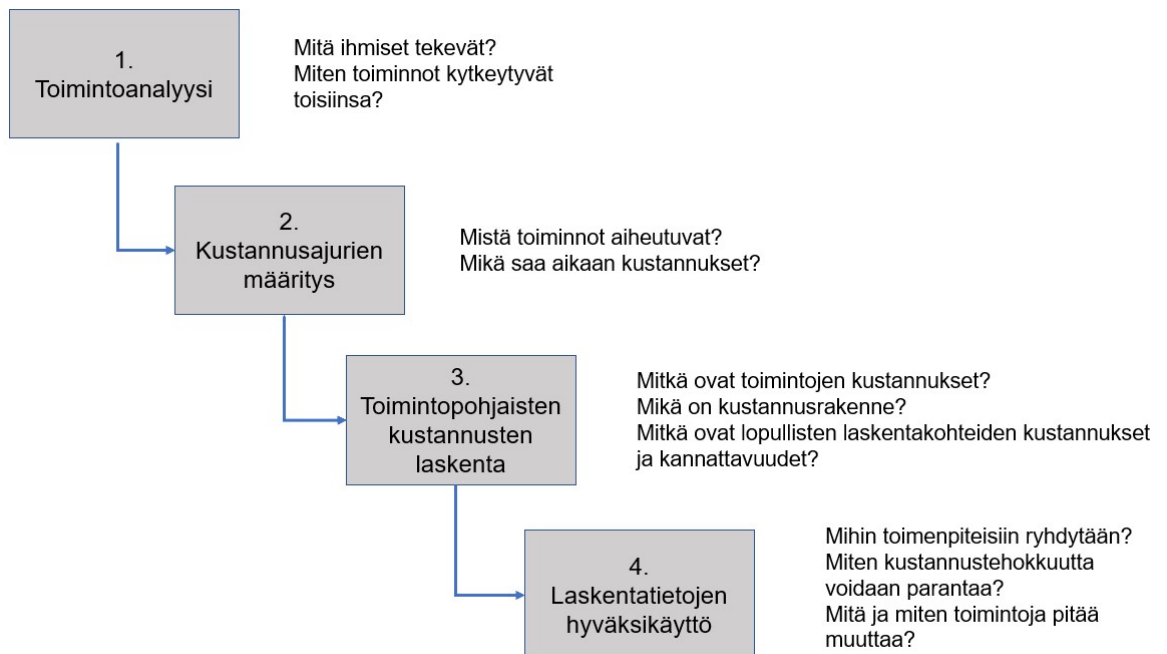 1.
Toimintoanalyysi
Mitä ihmiset tekevät?
Miten toiminnot kytkeytyvät
toisiinsa?
2.
Kustannusajurien
määritys
Mistä toiminnot aiheutuvat?
Mikä saa aikaan kustannukset?
3.
Toimintopohjaisten
kustannusten
laskenta
Mitkä ovat toimintojen kustannukset?
Mikä on kustannusrakenne?
Mitkä ovat lopullisten laskentakohteiden kustannukset
ja kannattavuudet?
4.
Laskentatietojen
hyväksikäyttö
Mihin toimenpiteisiin ryhdytään?
Miten kustannustehokkuutta
voidaan parantaa?
Mitä ja miten toimintoja pitää
muuttaa?